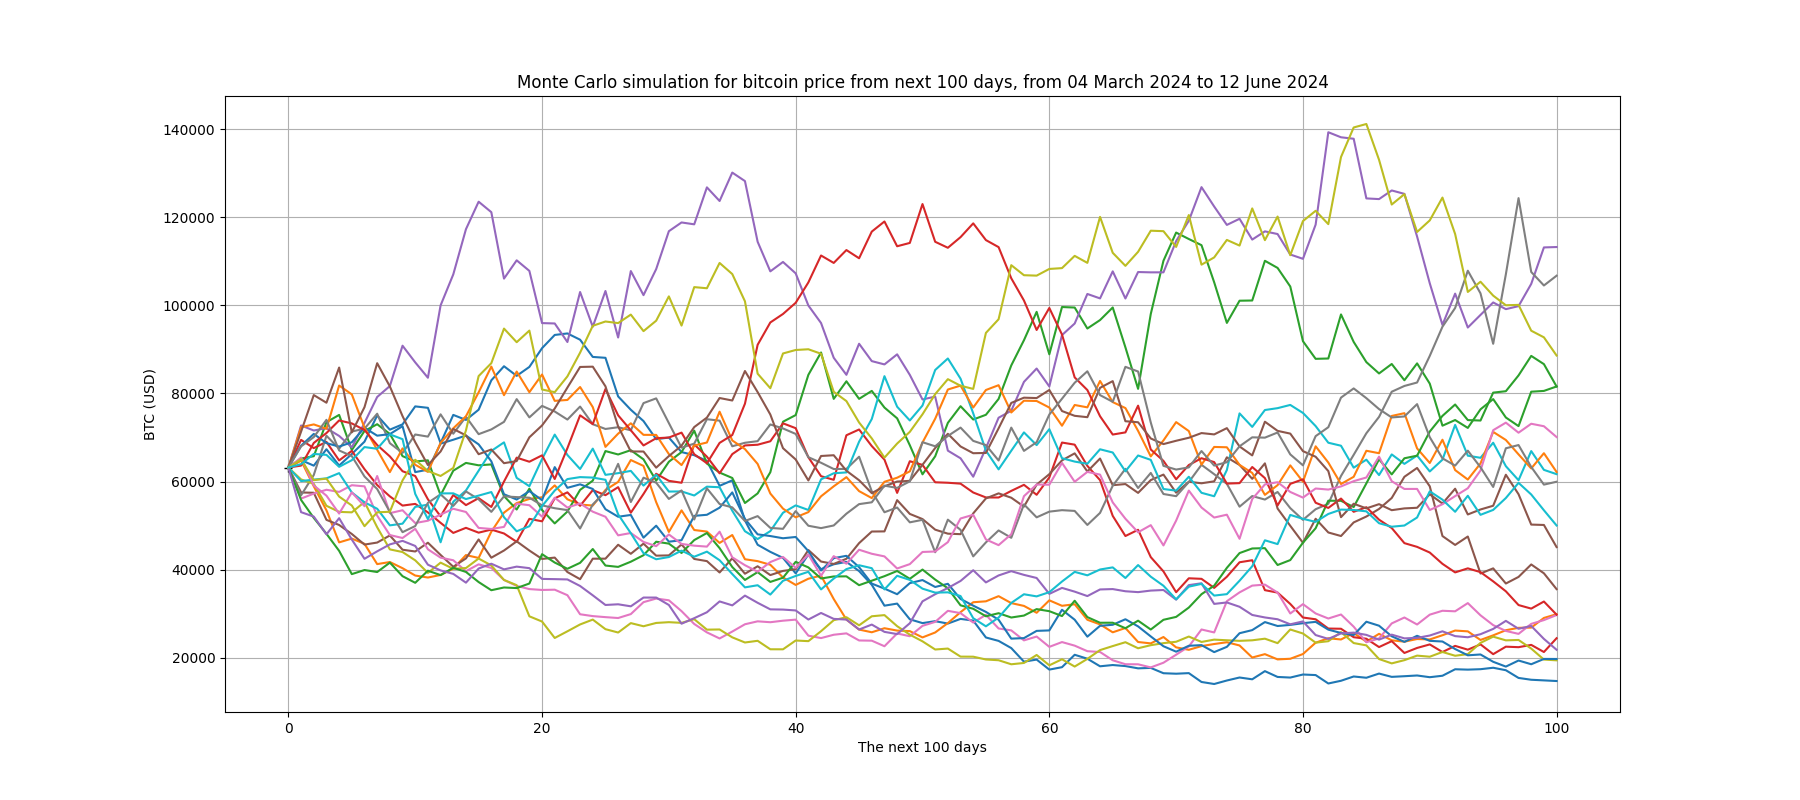 Monte Carlo simulation for bitcoin price from next 100 days, from 04 March 2024 to 12 June 2024
140000
120000
100000
80000
60000
40000
20000
BTC (USD)
0 20 40 60 80 100
The next 100 days